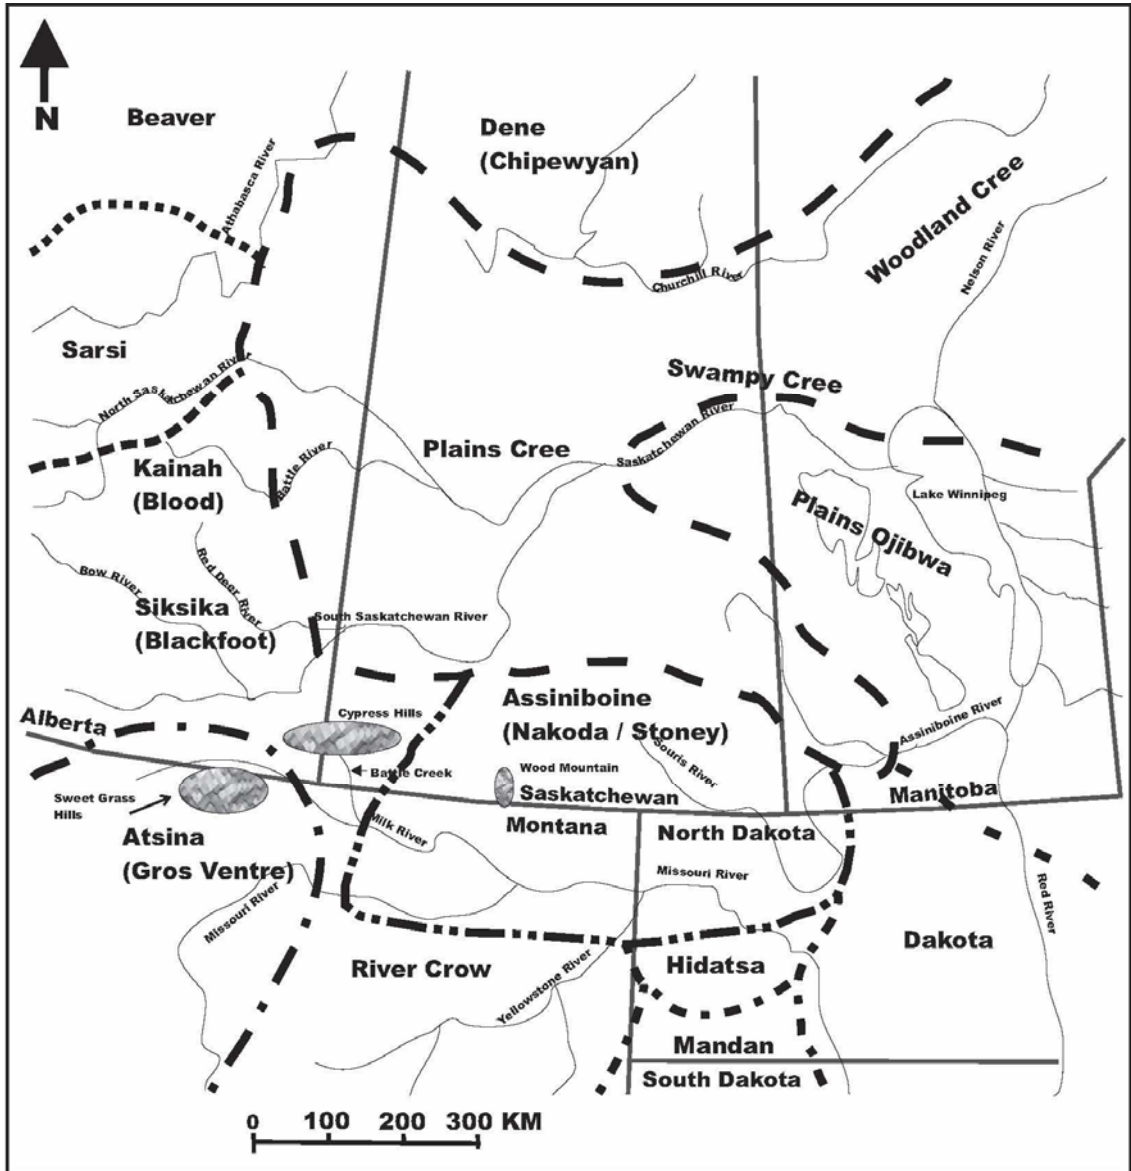 N
Beaver
Dene
(Chipewyan)
Athabasca River
Woodland Cree
Nelson River
Churchill River
Sarsi
North Saskatchewan River
Swampy Cree
Saskatchewan River
Plains Cree
Battle River
Kainah
(Blood)
Lake Winnipeg
Plains Ojibwa
Bow River
Red Deer River
Siksika
(Blackfoot)
South Saskatchewan River
Assiniboine
(Nakoda / Stoney)
Alberta
Cypress Hills
Assiniboine River
Souris River
Battle Creek
Wood Mountain
Saskatchewan
Manitoba
Sweet Grass
Hills
Atsina
(Gros Ventre)
Milk River
Montana
North Dakota
Missouri River
Missouri River
Red River
River Crow
Yellowstone River
Hidatsa
Dakota
Mandan
South Dakota
0 100 200 300 KM